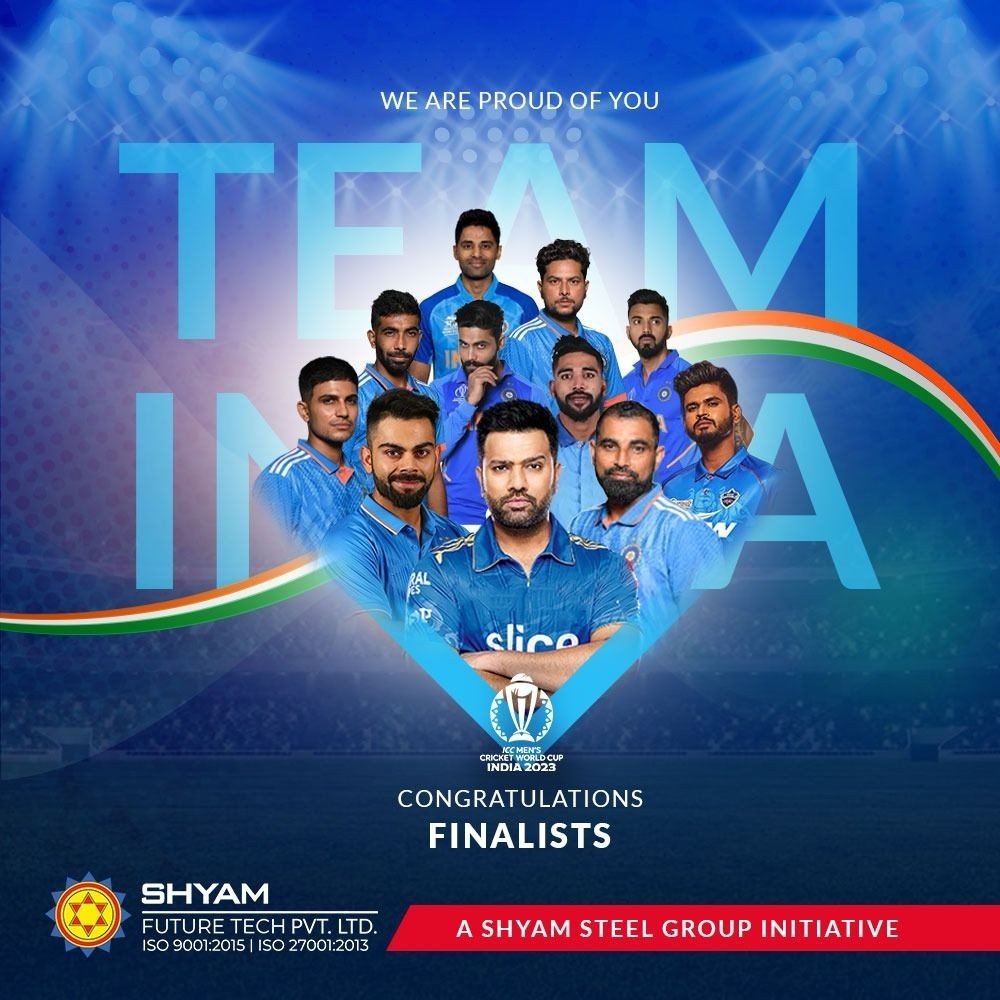 WE ARE PROUD OF YOU
TEAM
slice
ICC MEN'S
CRICKET WORLD CUP
INDIA 2023
CONGRATULATIONS
FINALISTS
SHYAM
FUTURE TECH PVT. LTD.
ISO 9001:2015 | ISO 27001:2013
A SHYAM STEEL GROUP INITIATIVE